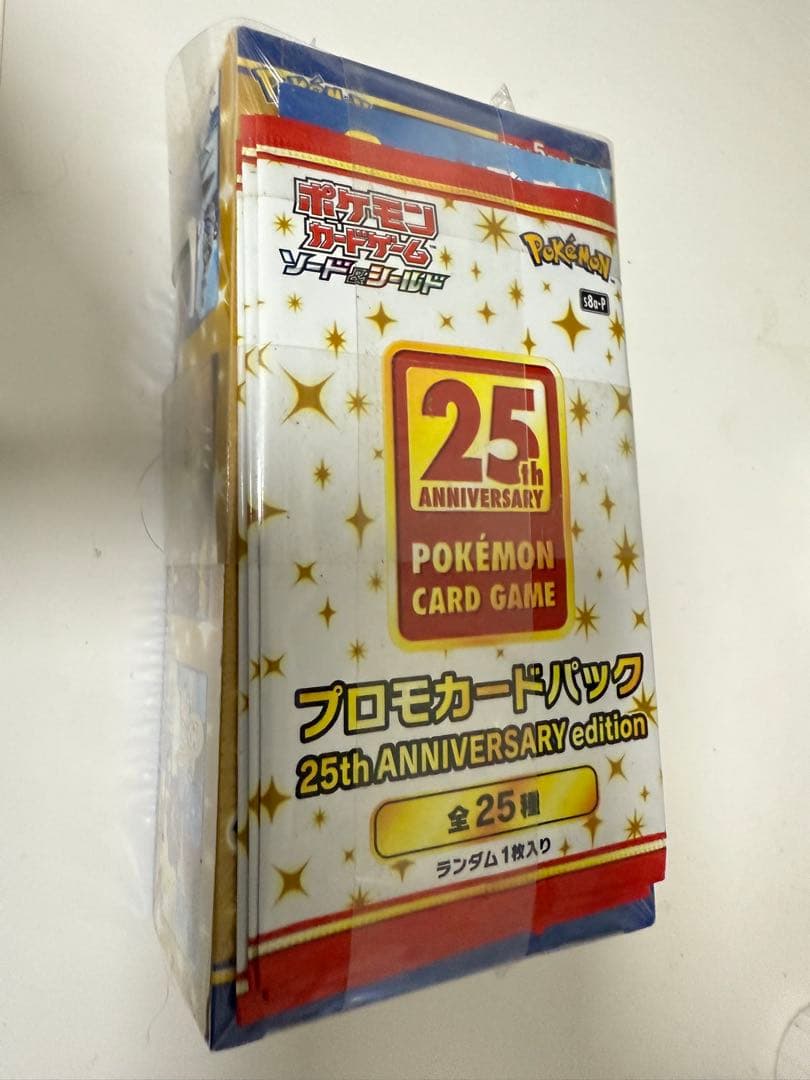 Pokémon
ポケモン
カードゲーム
ソード&シールド
Pokémon
s8a-P
25th
ANNIVERSARY
POKÉMON
CARD GAME
プロモカードパック
25th ANNIVERSARY edition
全25種
ランダム1枚入り